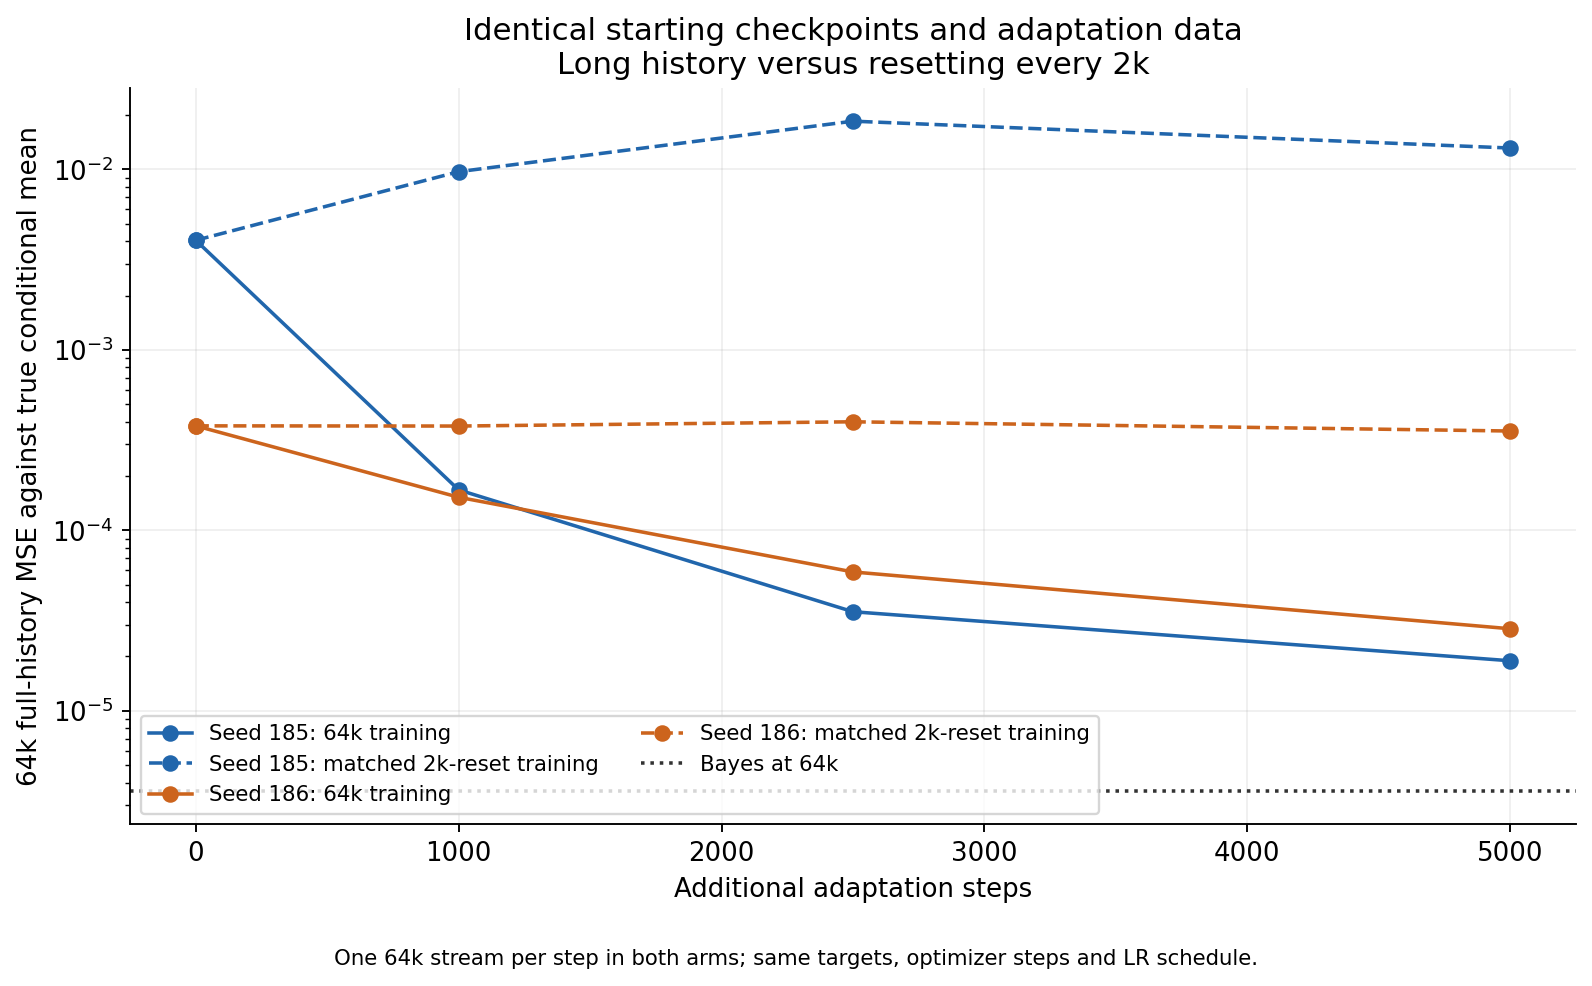 Identical starting checkpoints and adaptation data
Long history versus resetting every 2k
64k full-history MSE against true conditional mean
10⁻²
10⁻³
10⁻⁴
10⁻⁵
Seed 185: 64k training
Seed 185: matched 2k-reset training
Seed 186: 64k training
Seed 186: matched 2k-reset training
Bayes at 64k
0 1000 2000 3000 4000 5000
Additional adaptation steps
One 64k stream per step in both arms; same targets, optimizer steps and LR schedule.